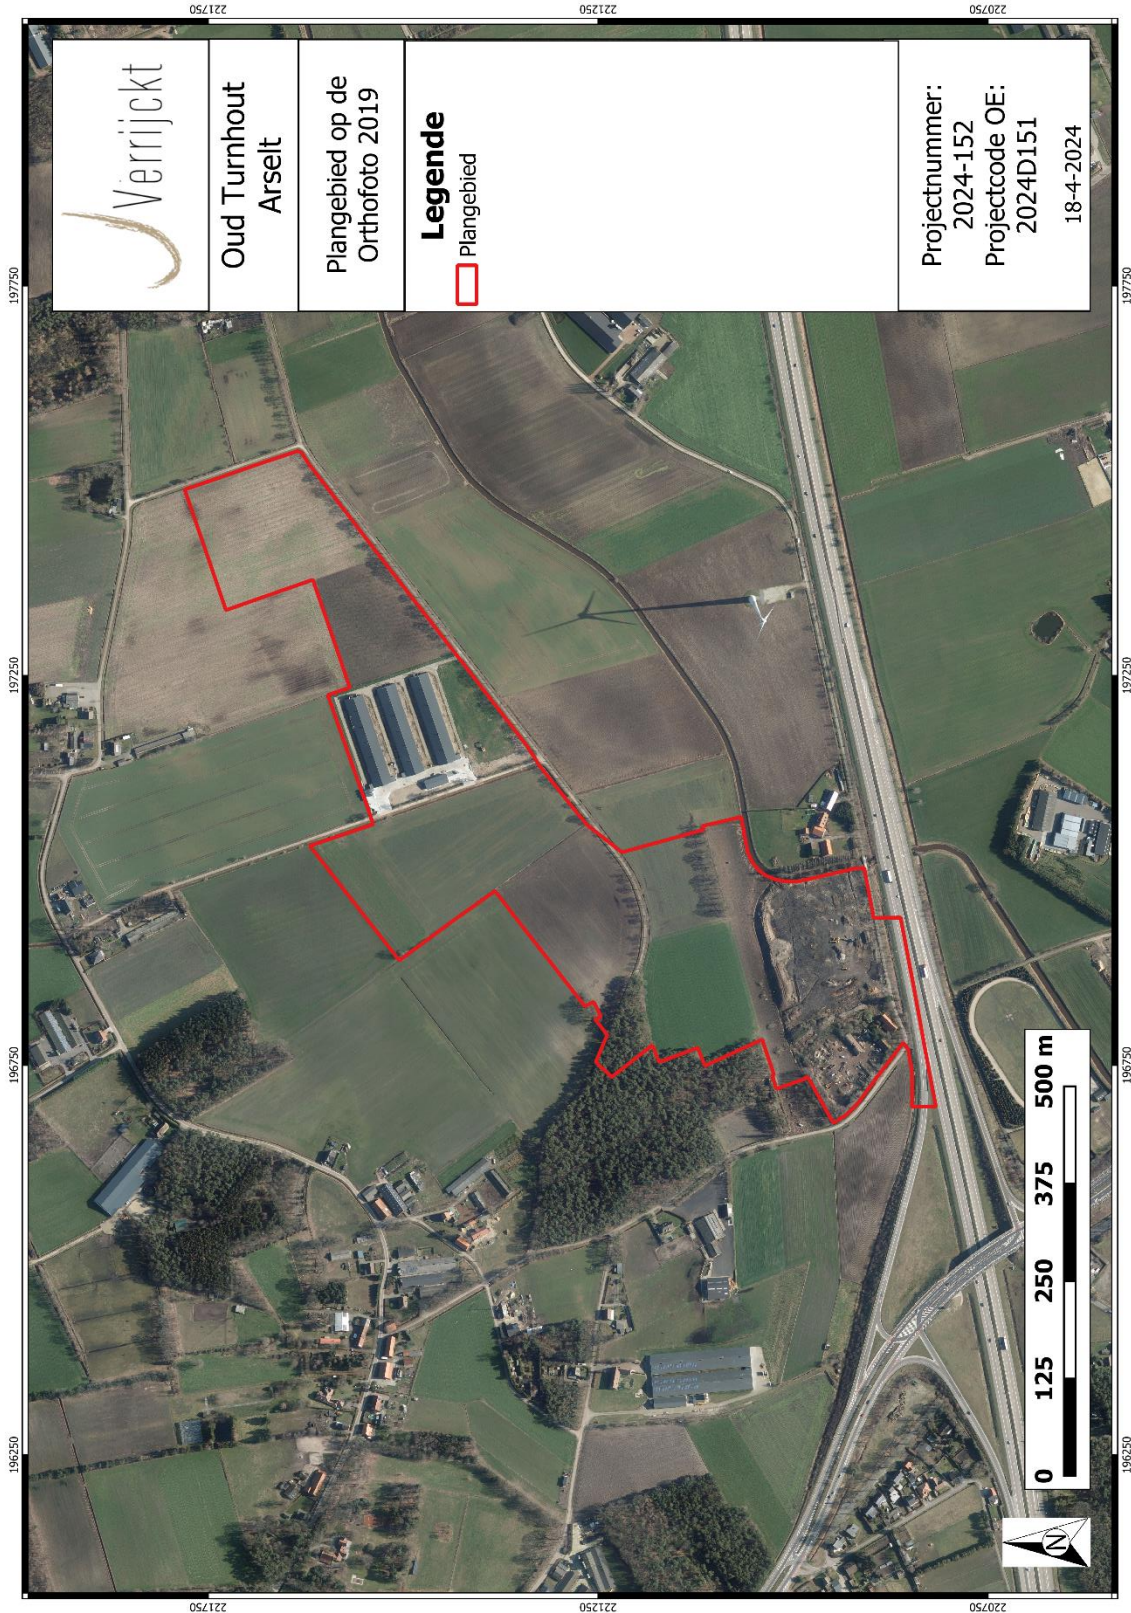 Verrijckt
Oud Turnhout
Arselt
Plangebied op de
Orthofoto 2019
Legende
Plangebied
Projectnummer:
2024-152
Projectcode OE:
2024D151
18-4-2024
196250
196750
197250
197750
196250
196750
197250
197750
221750
221250
220750
221750
221250
220750
N
0 125 250 375 500 m